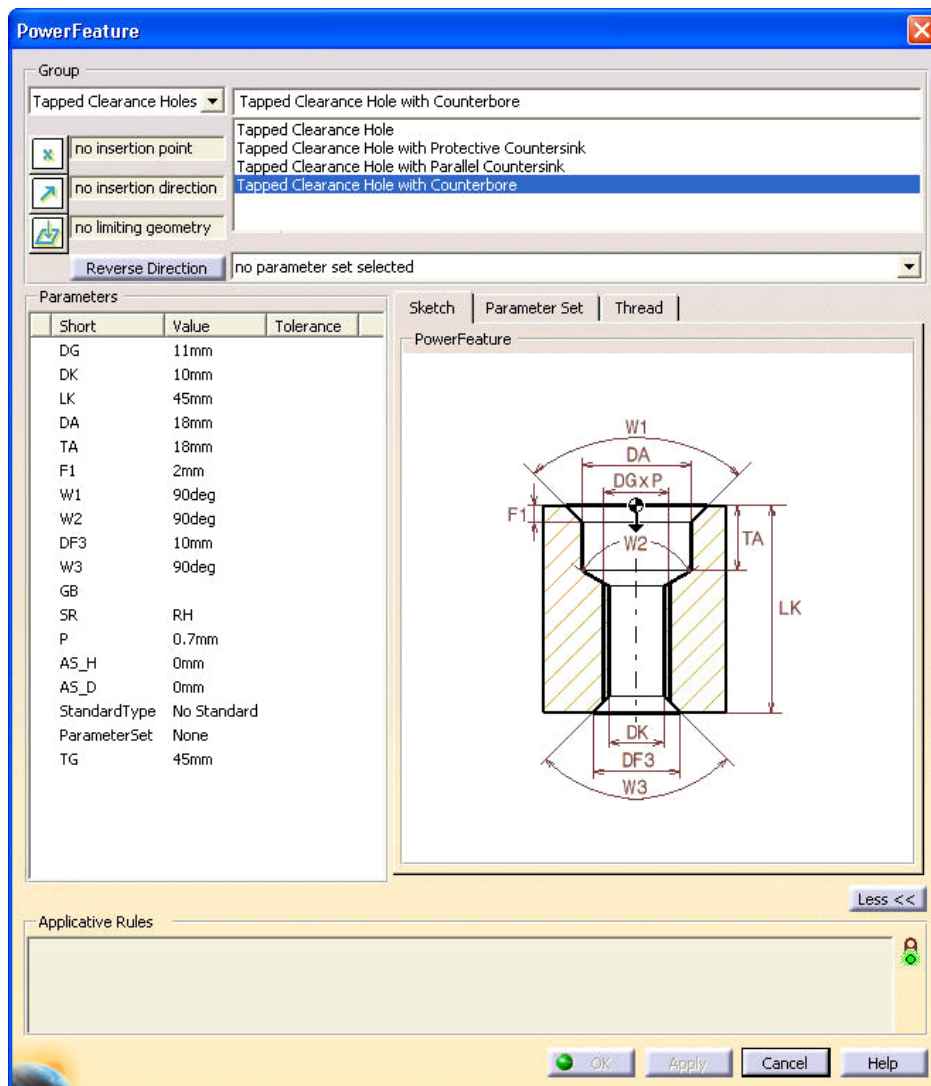 PowerFeature
Group
Tapped Clearance Holes
Tapped Clearance Hole with Counterbore
Tapped Clearance Hole
Tapped Clearance Hole with Protective Countersink
Tapped Clearance Hole with Parallel Countersink
Tapped Clearance Hole with Counterbore
no insertion point
no insertion direction
no limiting geometry
Reverse Direction
no parameter set selected
Parameters
Short Value Tolerance
DG 11mm
DK 10mm
LK 45mm
DA 18mm
TA 18mm
F1 2mm
W1 90deg
W2 90deg
DF3 10mm
W3 90deg
GB
SR RH
P 0.7mm
AS_H 0mm
AS_D 0mm
StandardType No Standard
ParameterSet None
TG 45mm
Sketch Parameter Set Thread
PowerFeature
W1
DA
DGxP
F1
W2
TA
LK
DK
DF3
W3
Less <<
Applicative Rules
OK Apply Cancel Help